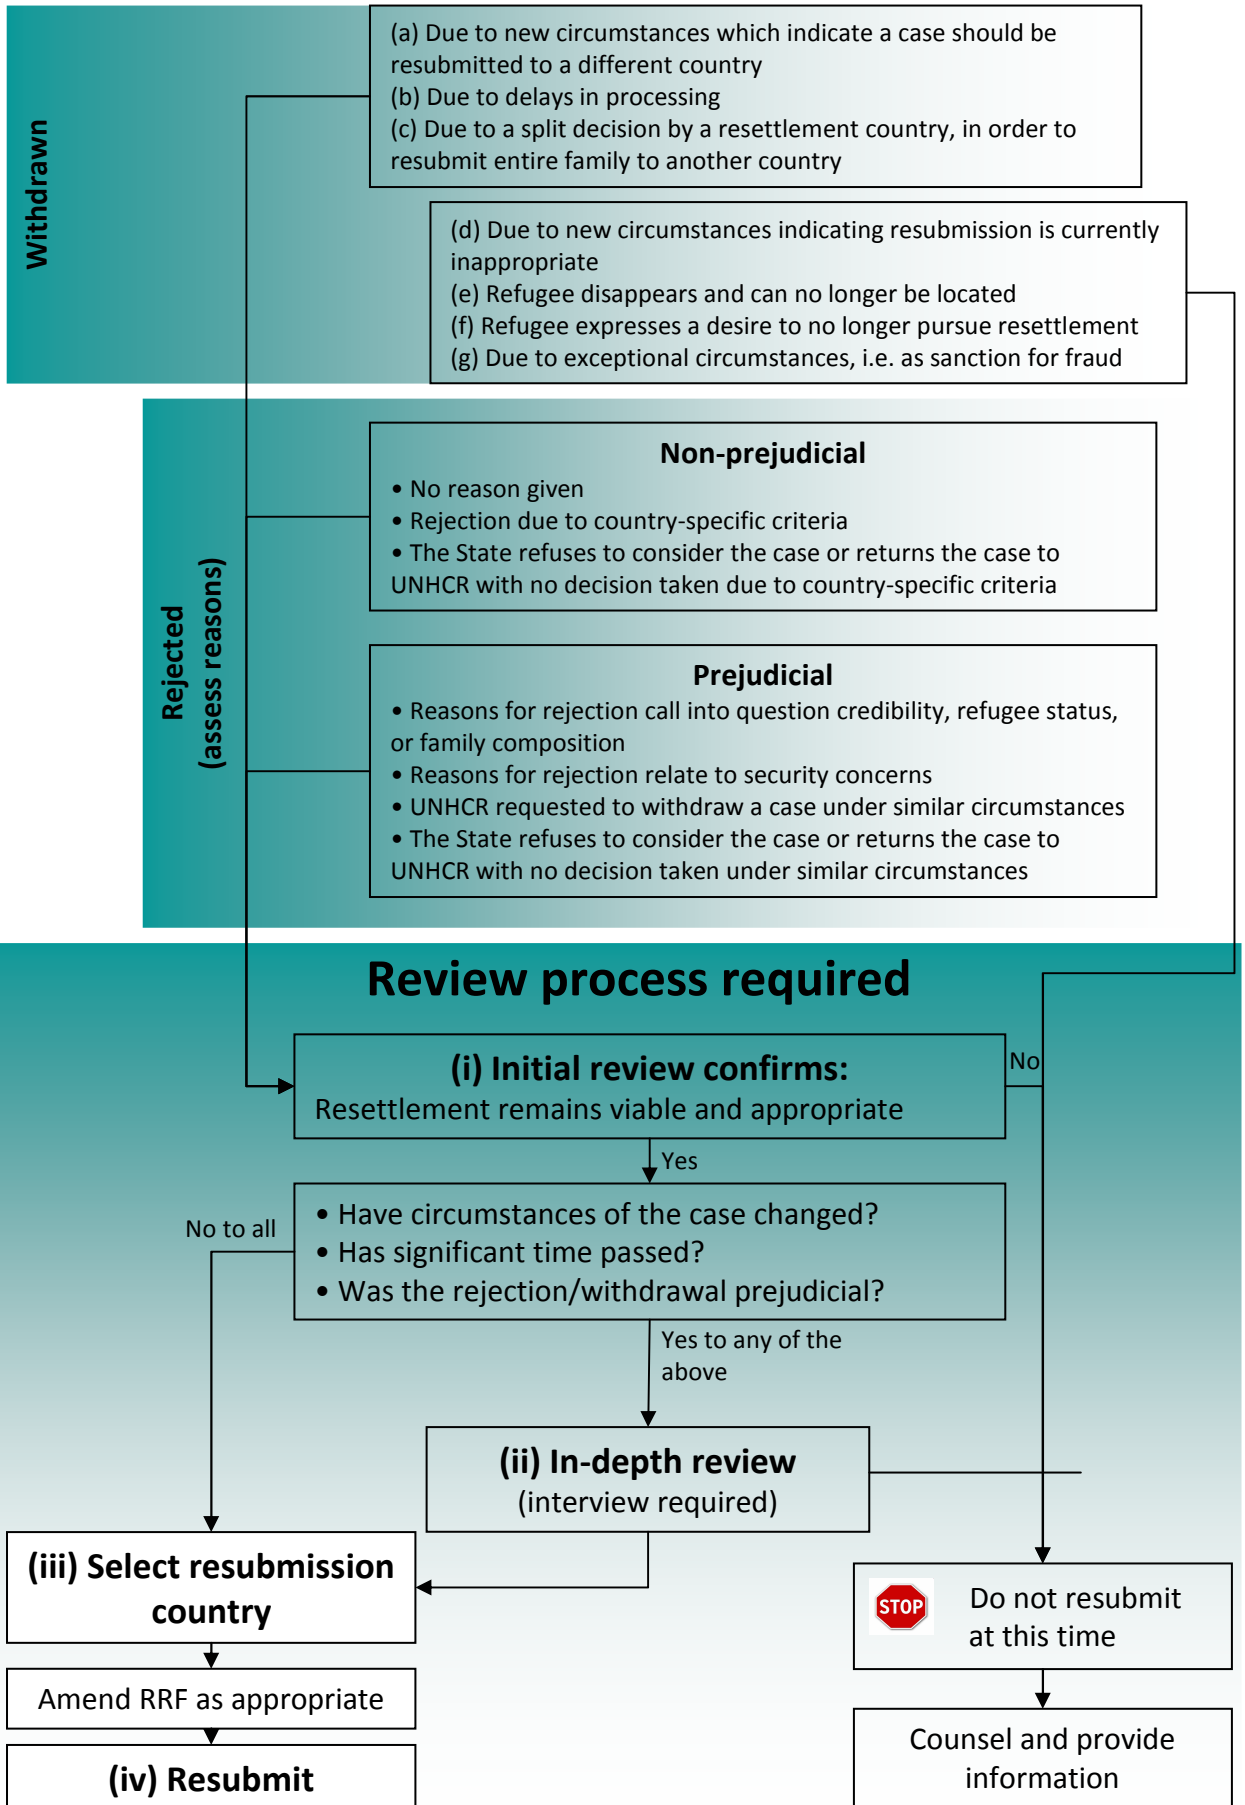 Withdrawn
(a) Due to new circumstances which indicate a case should be
resubmitted to a different country
(b) Due to delays in processing
(c) Due to a split decision by a resettlement country, in order to
resubmit entire family to another country
(d) Due to new circumstances indicating resubmission is currently
inappropriate
(e) Refugee disappears and can no longer be located
(f) Refugee expresses a desire to no longer pursue resettlement
(g) Due to exceptional circumstances, i.e. as sanction for fraud
Rejected
(assess reasons)
Non-prejudicial
• No reason given
• Rejection due to country-specific criteria
• The State refuses to consider the case or returns the case to
UNHCR with no decision taken due to country-specific criteria
Prejudicial
• Reasons for rejection call into question credibility, refugee status,
or family composition
• Reasons for rejection relate to security concerns
• UNHCR requested to withdraw a case under similar circumstances
• The State refuses to consider the case or returns the case to
UNHCR with no decision taken under similar circumstances
Review process required
(i) Initial review confirms:
Resettlement remains viable and appropriate
No
Yes
• Have circumstances of the case changed?
• Has significant time passed?
• Was the rejection/withdrawal prejudicial?
No to all
Yes to any of the
above
(ii) In-depth review
(interview required)
(iii) Select resubmission
country
STOP
Do not resubmit
at this time
Amend RRF as appropriate
Counsel and provide
information
(iv) Resubmit